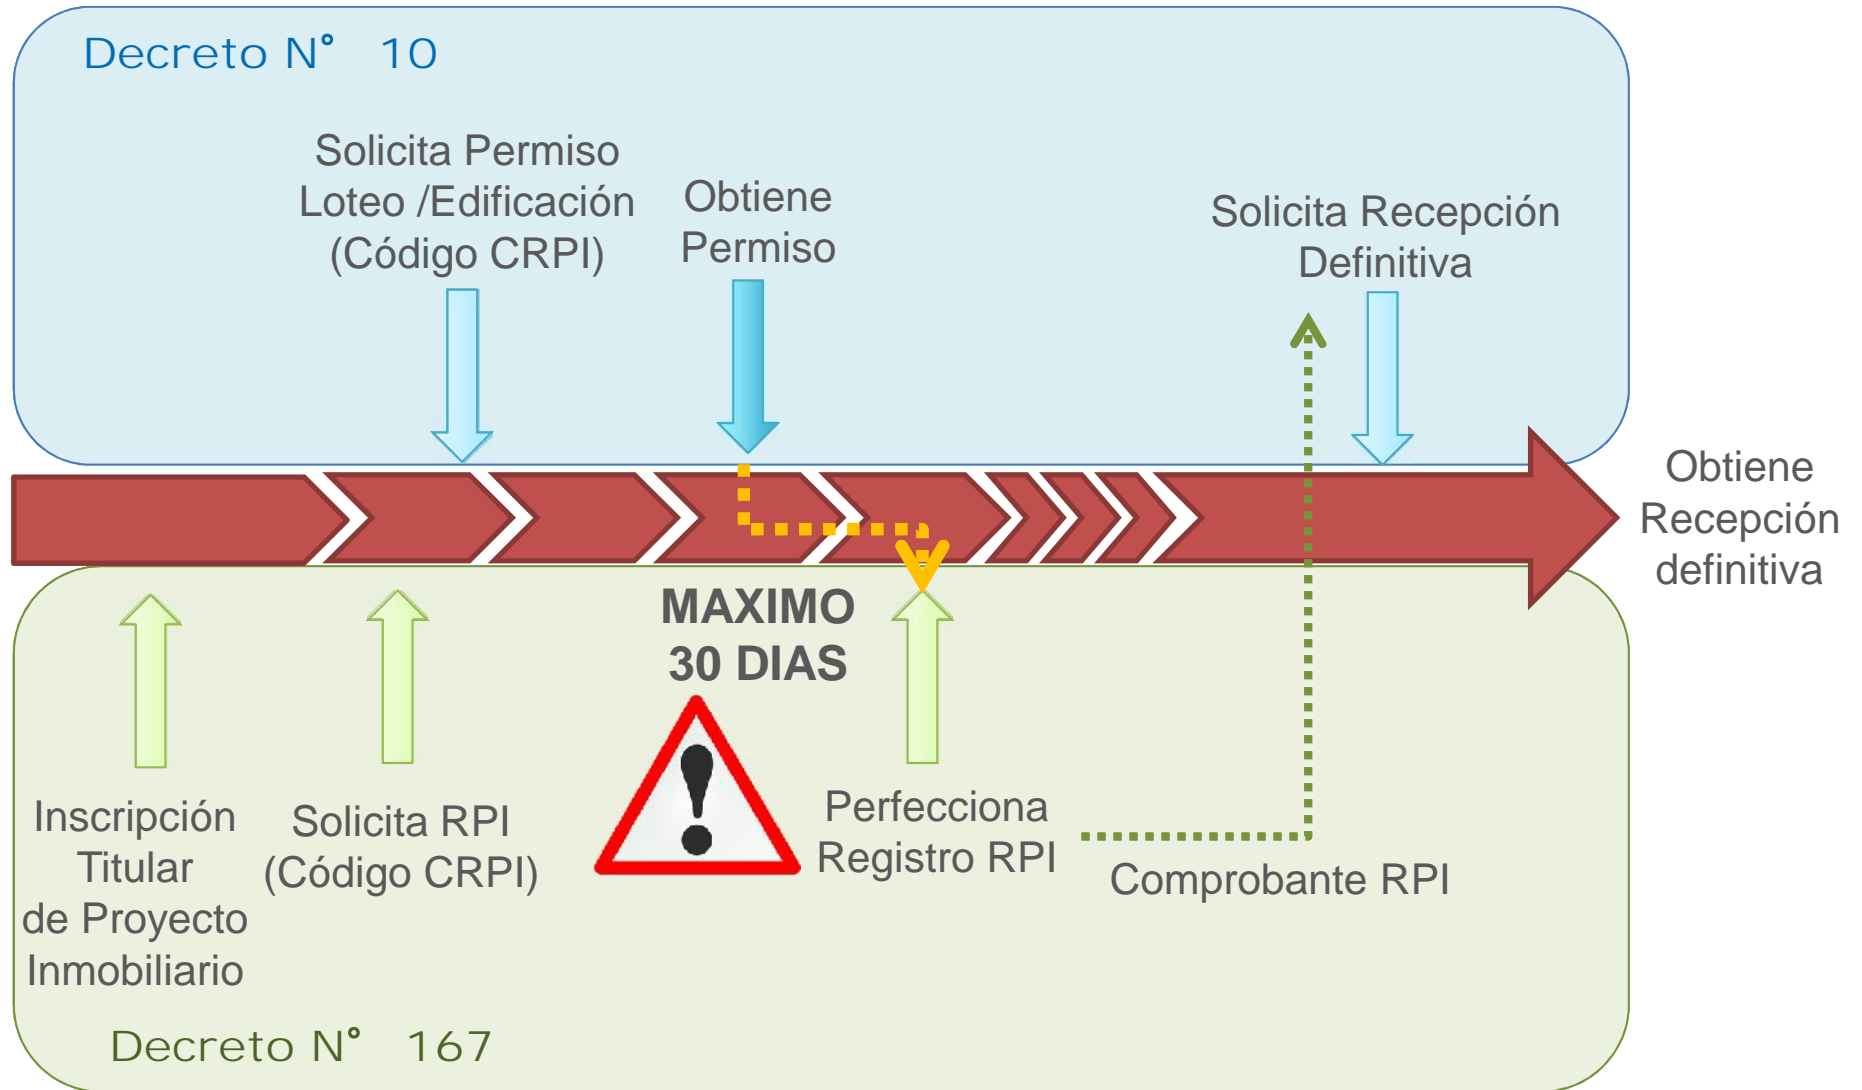 Decreto N° 10
Solicita Permiso
Loteo /Edificación
(Código CRPI)
Obtiene
Permiso
Solicita Recepción
Definitiva
Obtiene
Recepción
definitiva
MAXIMO
30 DIAS
Inscripción
Titular
de Proyecto
Inmobiliario
Solicita RPI
(Código CRPI)
Perfecciona
Registro RPI
Comprobante RPI
Decreto N° 167